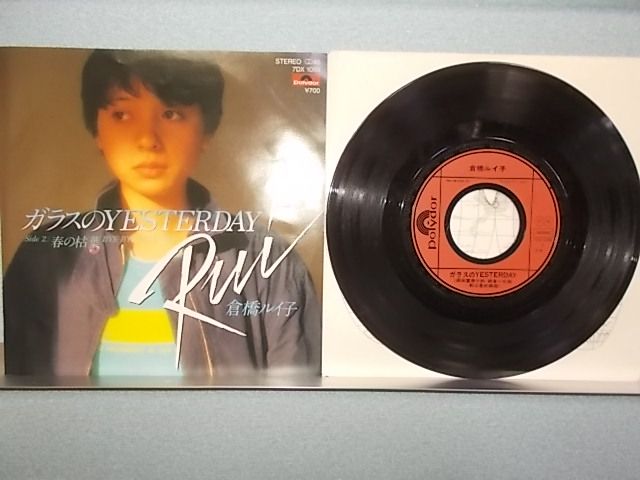 STEREO
7DX
polydor
¥700
ガラスのYESTERDAY
Side 2. 春の枯葉
Rui
倉橋ルイ子
倉橋ルイ子
polydor
ガラスのYESTERDAY